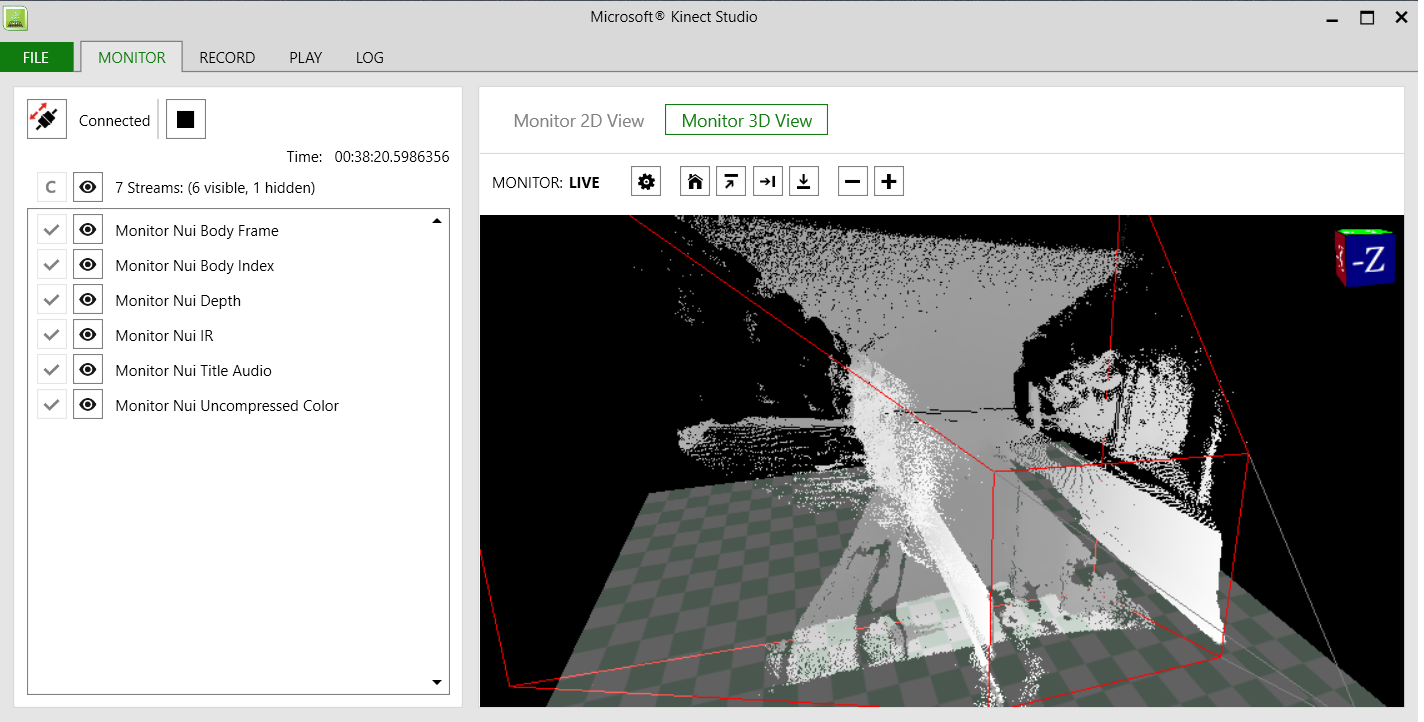 Microsoft® Kinect Studio
FILE MONITOR RECORD PLAY LOG
Connected
Time: 00:38:20.5986356
C 7 Streams: (6 visible, 1 hidden)
Monitor Nui Body Frame
Monitor Nui Body Index
Monitor Nui Depth
Monitor Nui IR
Monitor Nui Title Audio
Monitor Nui Uncompressed Color
Monitor 2D View Monitor 3D View
MONITOR: LIVE
-Z